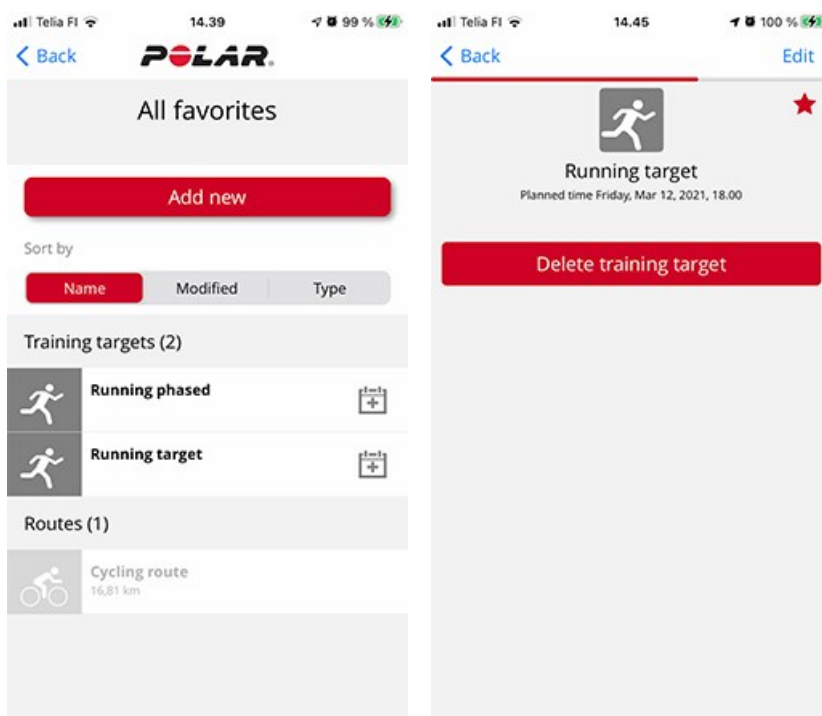 Telia FI 14.39 99 %
Back POLAR
All favorites
Add new
Sort by
Name Modified Type
Training targets (2)
Running phased
Running target
Routes (1)
Cycling route
16,81 km
Telia FI 14.45 100 %
Back Edit
Running target
Planned time Friday, Mar 12, 2021, 18.00
Delete training target